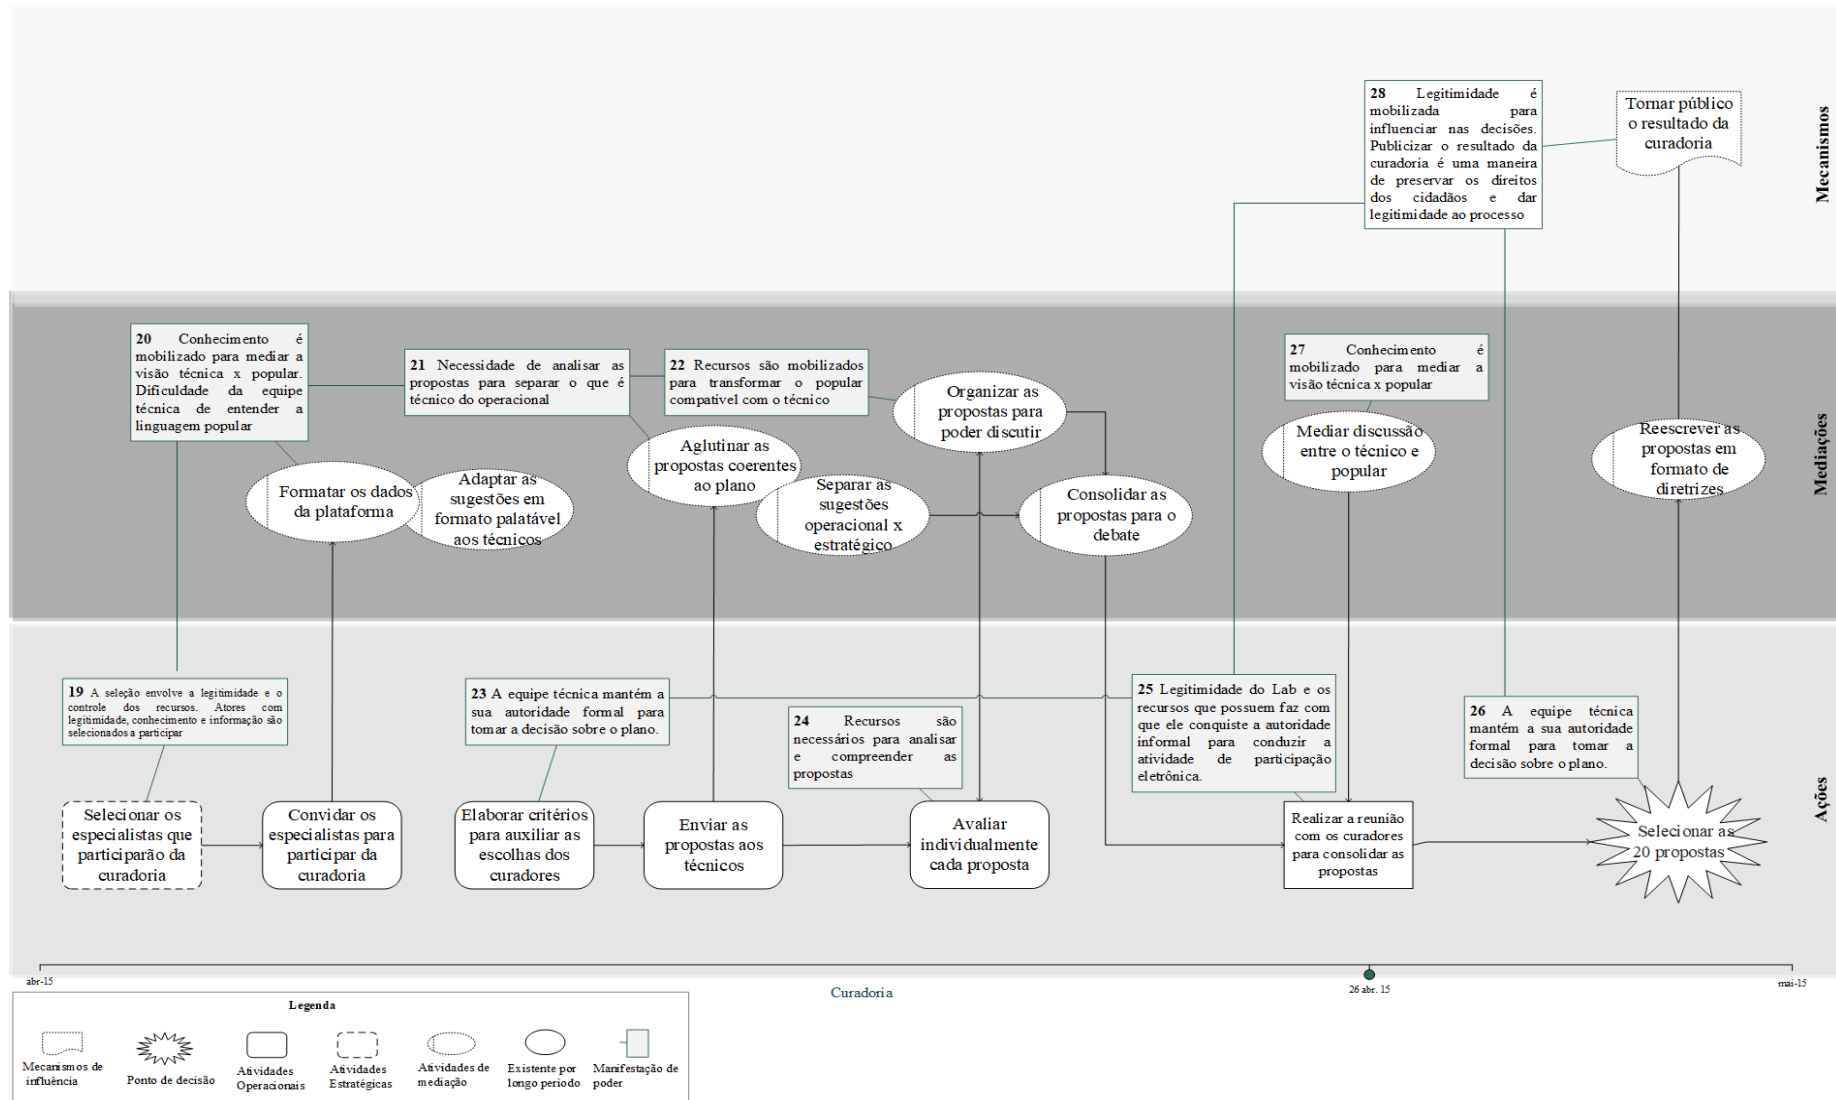 28 Legitimidade é
mobilizada para
influenciar nas decisões.
Publicizar o resultado da
curadoria é uma maneira
de preservar os direitos
dos cidadãos e dar
legitimidade ao processo
Tornar público
o resultado da
curadoria
Mecanismos
20 Conhecimento é
mobilizado para mediar a
visão técnica x popular.
Dificuldade da equipe
técnica de entender a
linguagem popular
21 Necessidade de analisar as
propostas para separar o que é
técnico do operacional
22 Recursos são mobilizados
para transformar o popular
compatível com o técnico
27 Conhecimento é
mobilizado para mediar a
visão técnica x popular
Formatar os dados
da plataforma
Adaptar as
sugestões em
formato palatável
aos técnicos
Aglutinar as
propostas coerentes
ao plano
Separar as
sugestões
operacional x
estratégico
Organizar as
propostas para
poder discutir
Consolidar as
propostas para o
debate
Mediar discussão
entre o técnico e
popular
Reescrever as
propostas em
formato de
diretrizes
Mediações
19 A seleção envolve a legitimidade e o
controle dos recursos. Atores com
legitimidade, conhecimento e informação são
selecionados a participar
23 A equipe técnica mantém a
sua autoridade formal para
tomar a decisão sobre o plano.
24 Recursos são
necessários para analisar
e compreender as
propostas
25 Legitimidade do Lab e os
recursos que possuem faz com
que ele conquiste a autoridade
informal para conduzir a
atividade de participação
eletrônica.
26 A equipe técnica
mantém a sua autoridade
formal para tomar a
decisão sobre o plano.
Selecionar os
especialistas que
participarão da
curadoria
Convidar os
especialistas para
participar da
curadoria
Elaborar critérios
para auxiliar as
escolhas dos
curadores
Enviar as
propostas aos
técnicos
Avaliar
individualmente
cada proposta
Realizar a reunião
com os curadores
para consolidar as
propostas
Selecionar as
20 propostas
Ações
abr-15
Curadoria
26 abr. 15
mai-15
Legenda
Mecanismos de
influência
Ponto de decisão
Atividades
Operacionais
Atividades
Estratégicas
Atividades de
mediação
Existente por
longo periodo
Manifestação de
poder